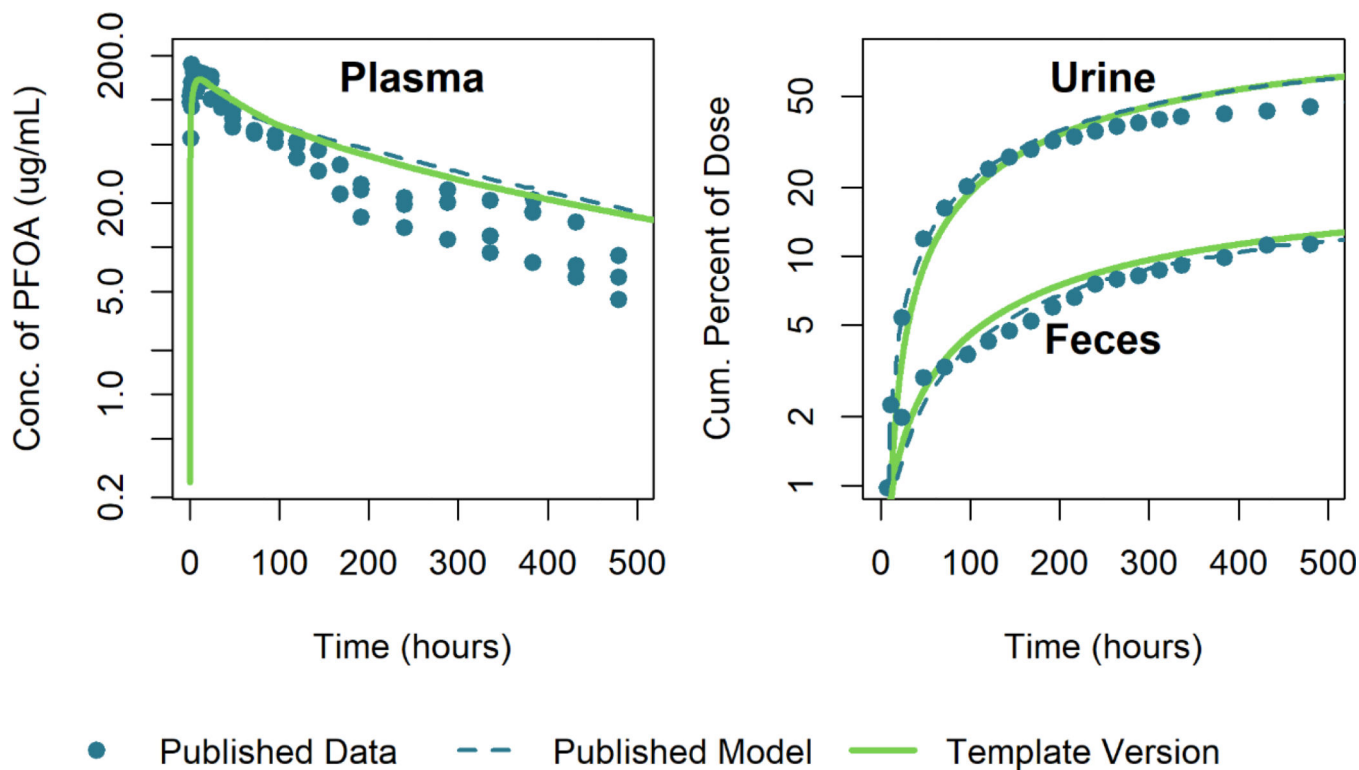 Plasma
Conc. of PFOA (ug/mL)
200.0
20.0
5.0
1.0
0.2
0 100 200 300 400 500
Time (hours)
Urine
Feces
Cum. Percent of Dose
50
20
10
5
2
1
0 100 200 300 400 500
Time (hours)
Published Data Published Model Template Version